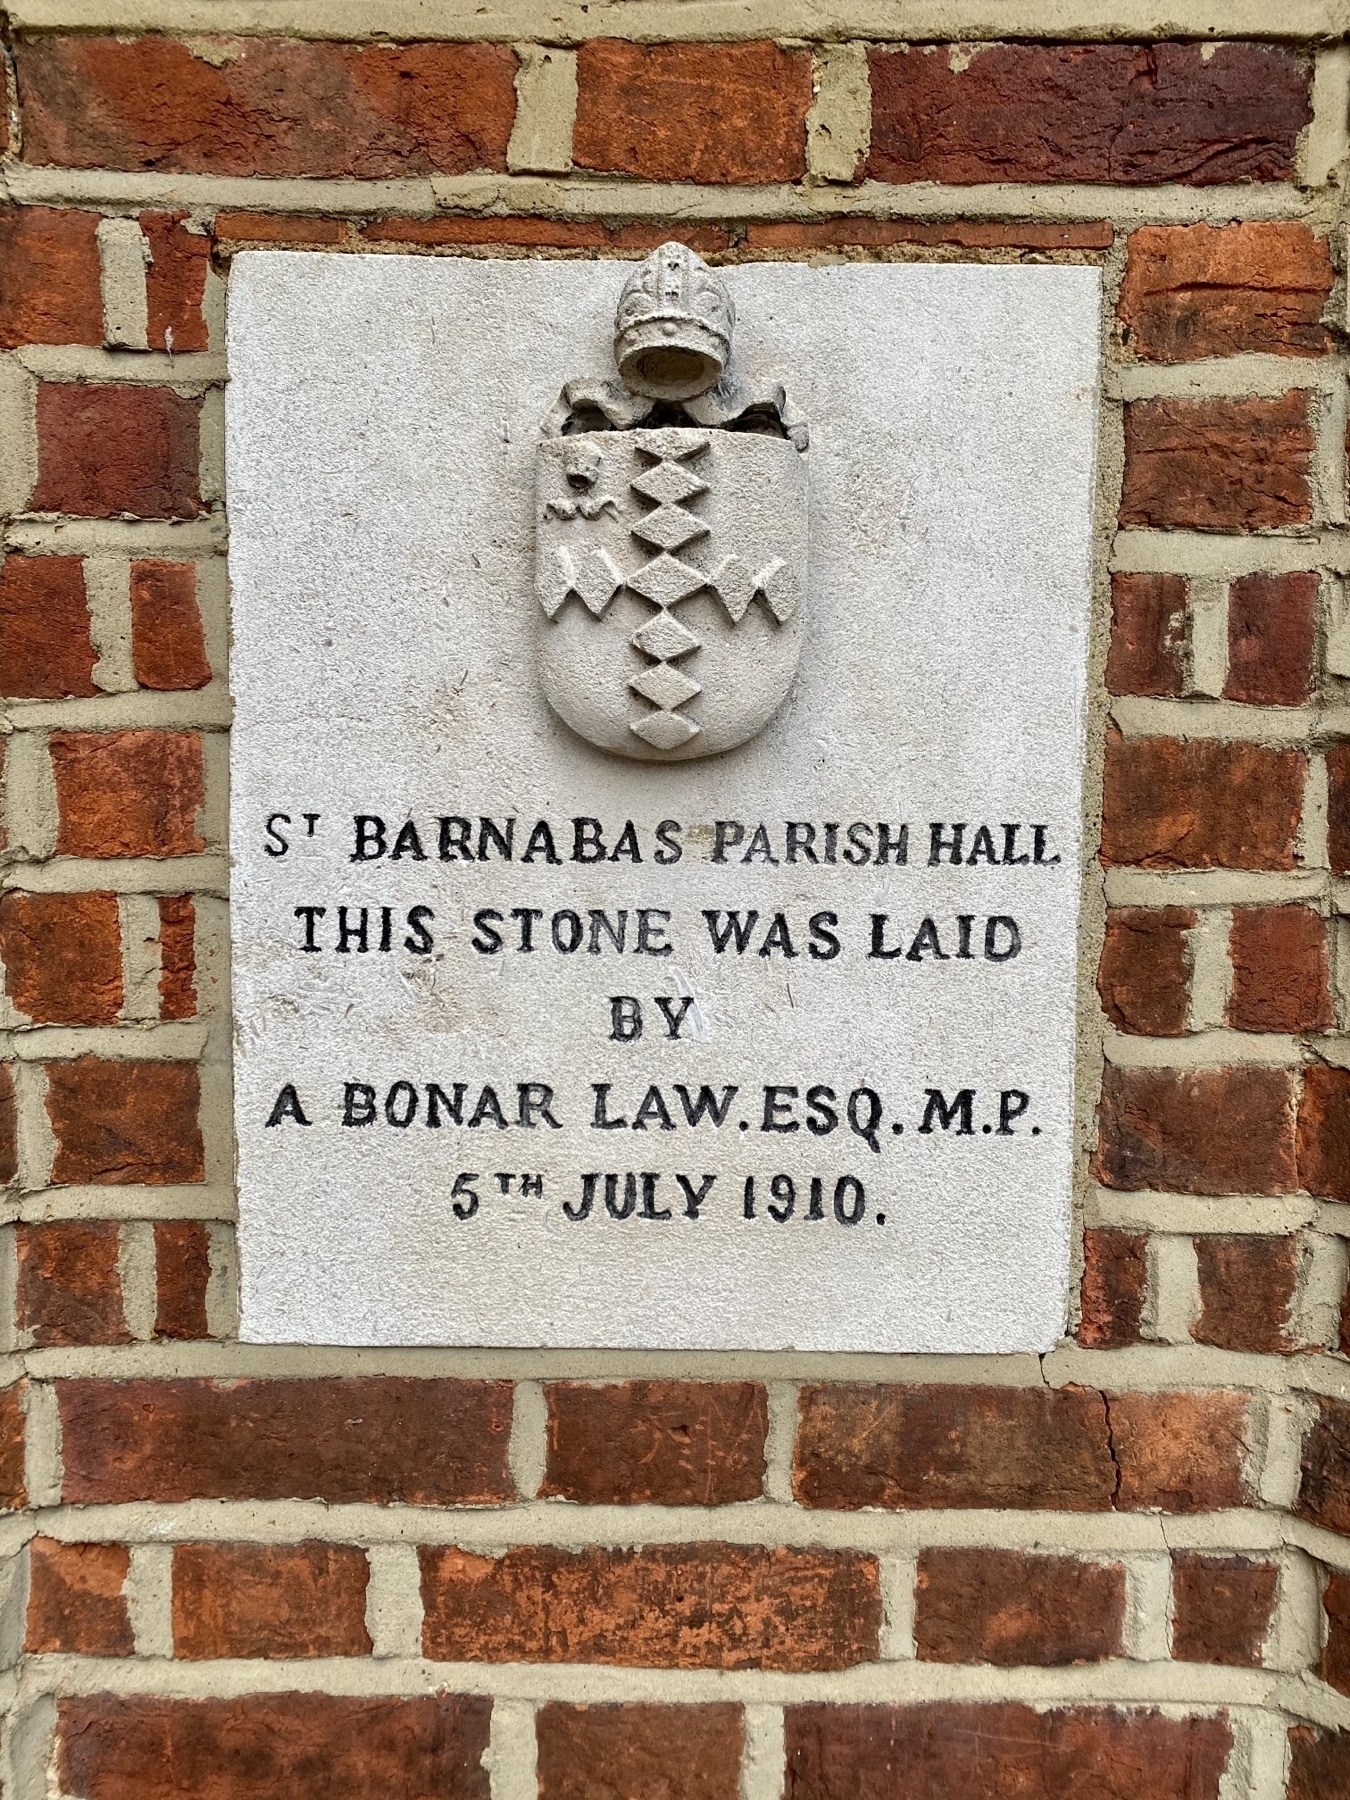 ST BARNABAS PARISH HALL
THIS STONE WAS LAID
BY
A BONAR LAW. ESQ. M.P.
5TH JULY 1910.